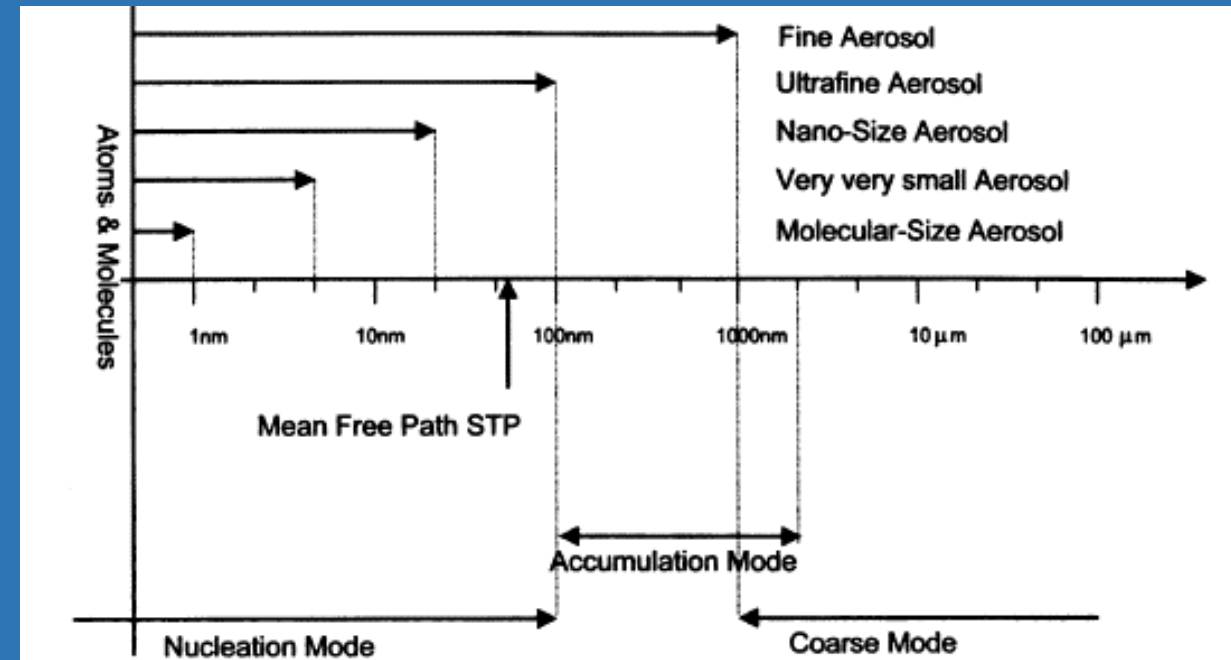 Fine Aerosol
Ultrafine Aerosol
Nano-Size Aerosol
Very very small Aerosol
Molecular-Size Aerosol
Atoms & Molecules
1nm 10nm 100nm 1000nm 10 μm 100 μm
Mean Free Path STP
Accumulation Mode
Nucleation Mode
Coarse Mode